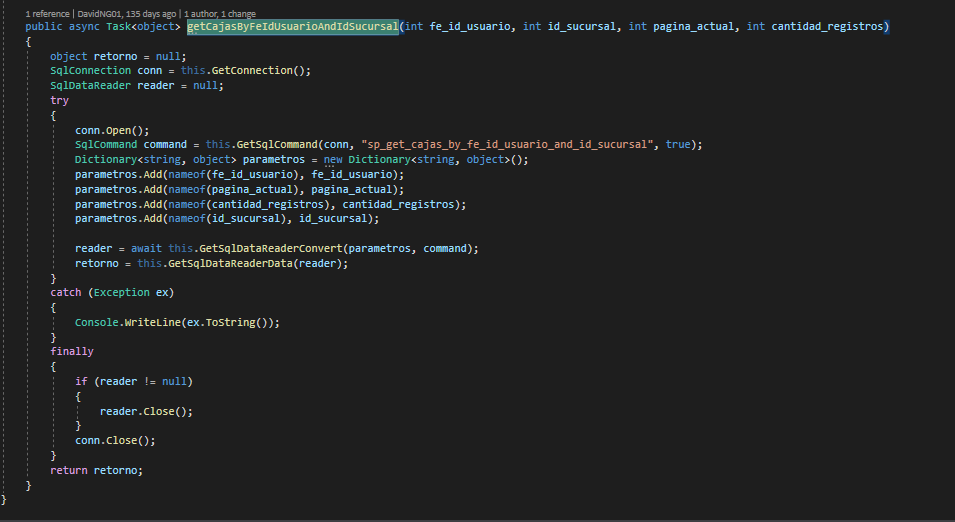 1 reference | DavidNG01, 135 days ago | 1 author, 1 change
public async Task<object> getCajasByFeIdUsuarioAndIdSucursal(int fe_id_usuario, int id_sucursal, int pagina_actual, int cantidad_registros)
{
object retorno = null;
SqlConnection conn = this.GetConnection();
SqlDataReader reader = null;
try
{
conn.Open();
SqlCommand command = this.GetSqlCommand(conn, "sp_get_cajas_by_fe_id_usuario_and_id_sucursal", true);
Dictionary<string, object> parametros = new Dictionary<string, object>();
parametros.Add(nameof(fe_id_usuario), fe_id_usuario);
parametros.Add(nameof(pagina_actual), pagina_actual);
parametros.Add(nameof(cantidad_registros), cantidad_registros);
parametros.Add(nameof(id_sucursal), id_sucursal);
reader = await this.GetSqlDataReaderConvert(parametros, command);
retorno = this.GetSqlDataReaderData(reader);
}
catch (Exception ex)
{
Console.WriteLine(ex.ToString());
}
finally
{
if (reader != null)
{
reader.Close();
}
conn.Close();
}
return retorno;
}
}